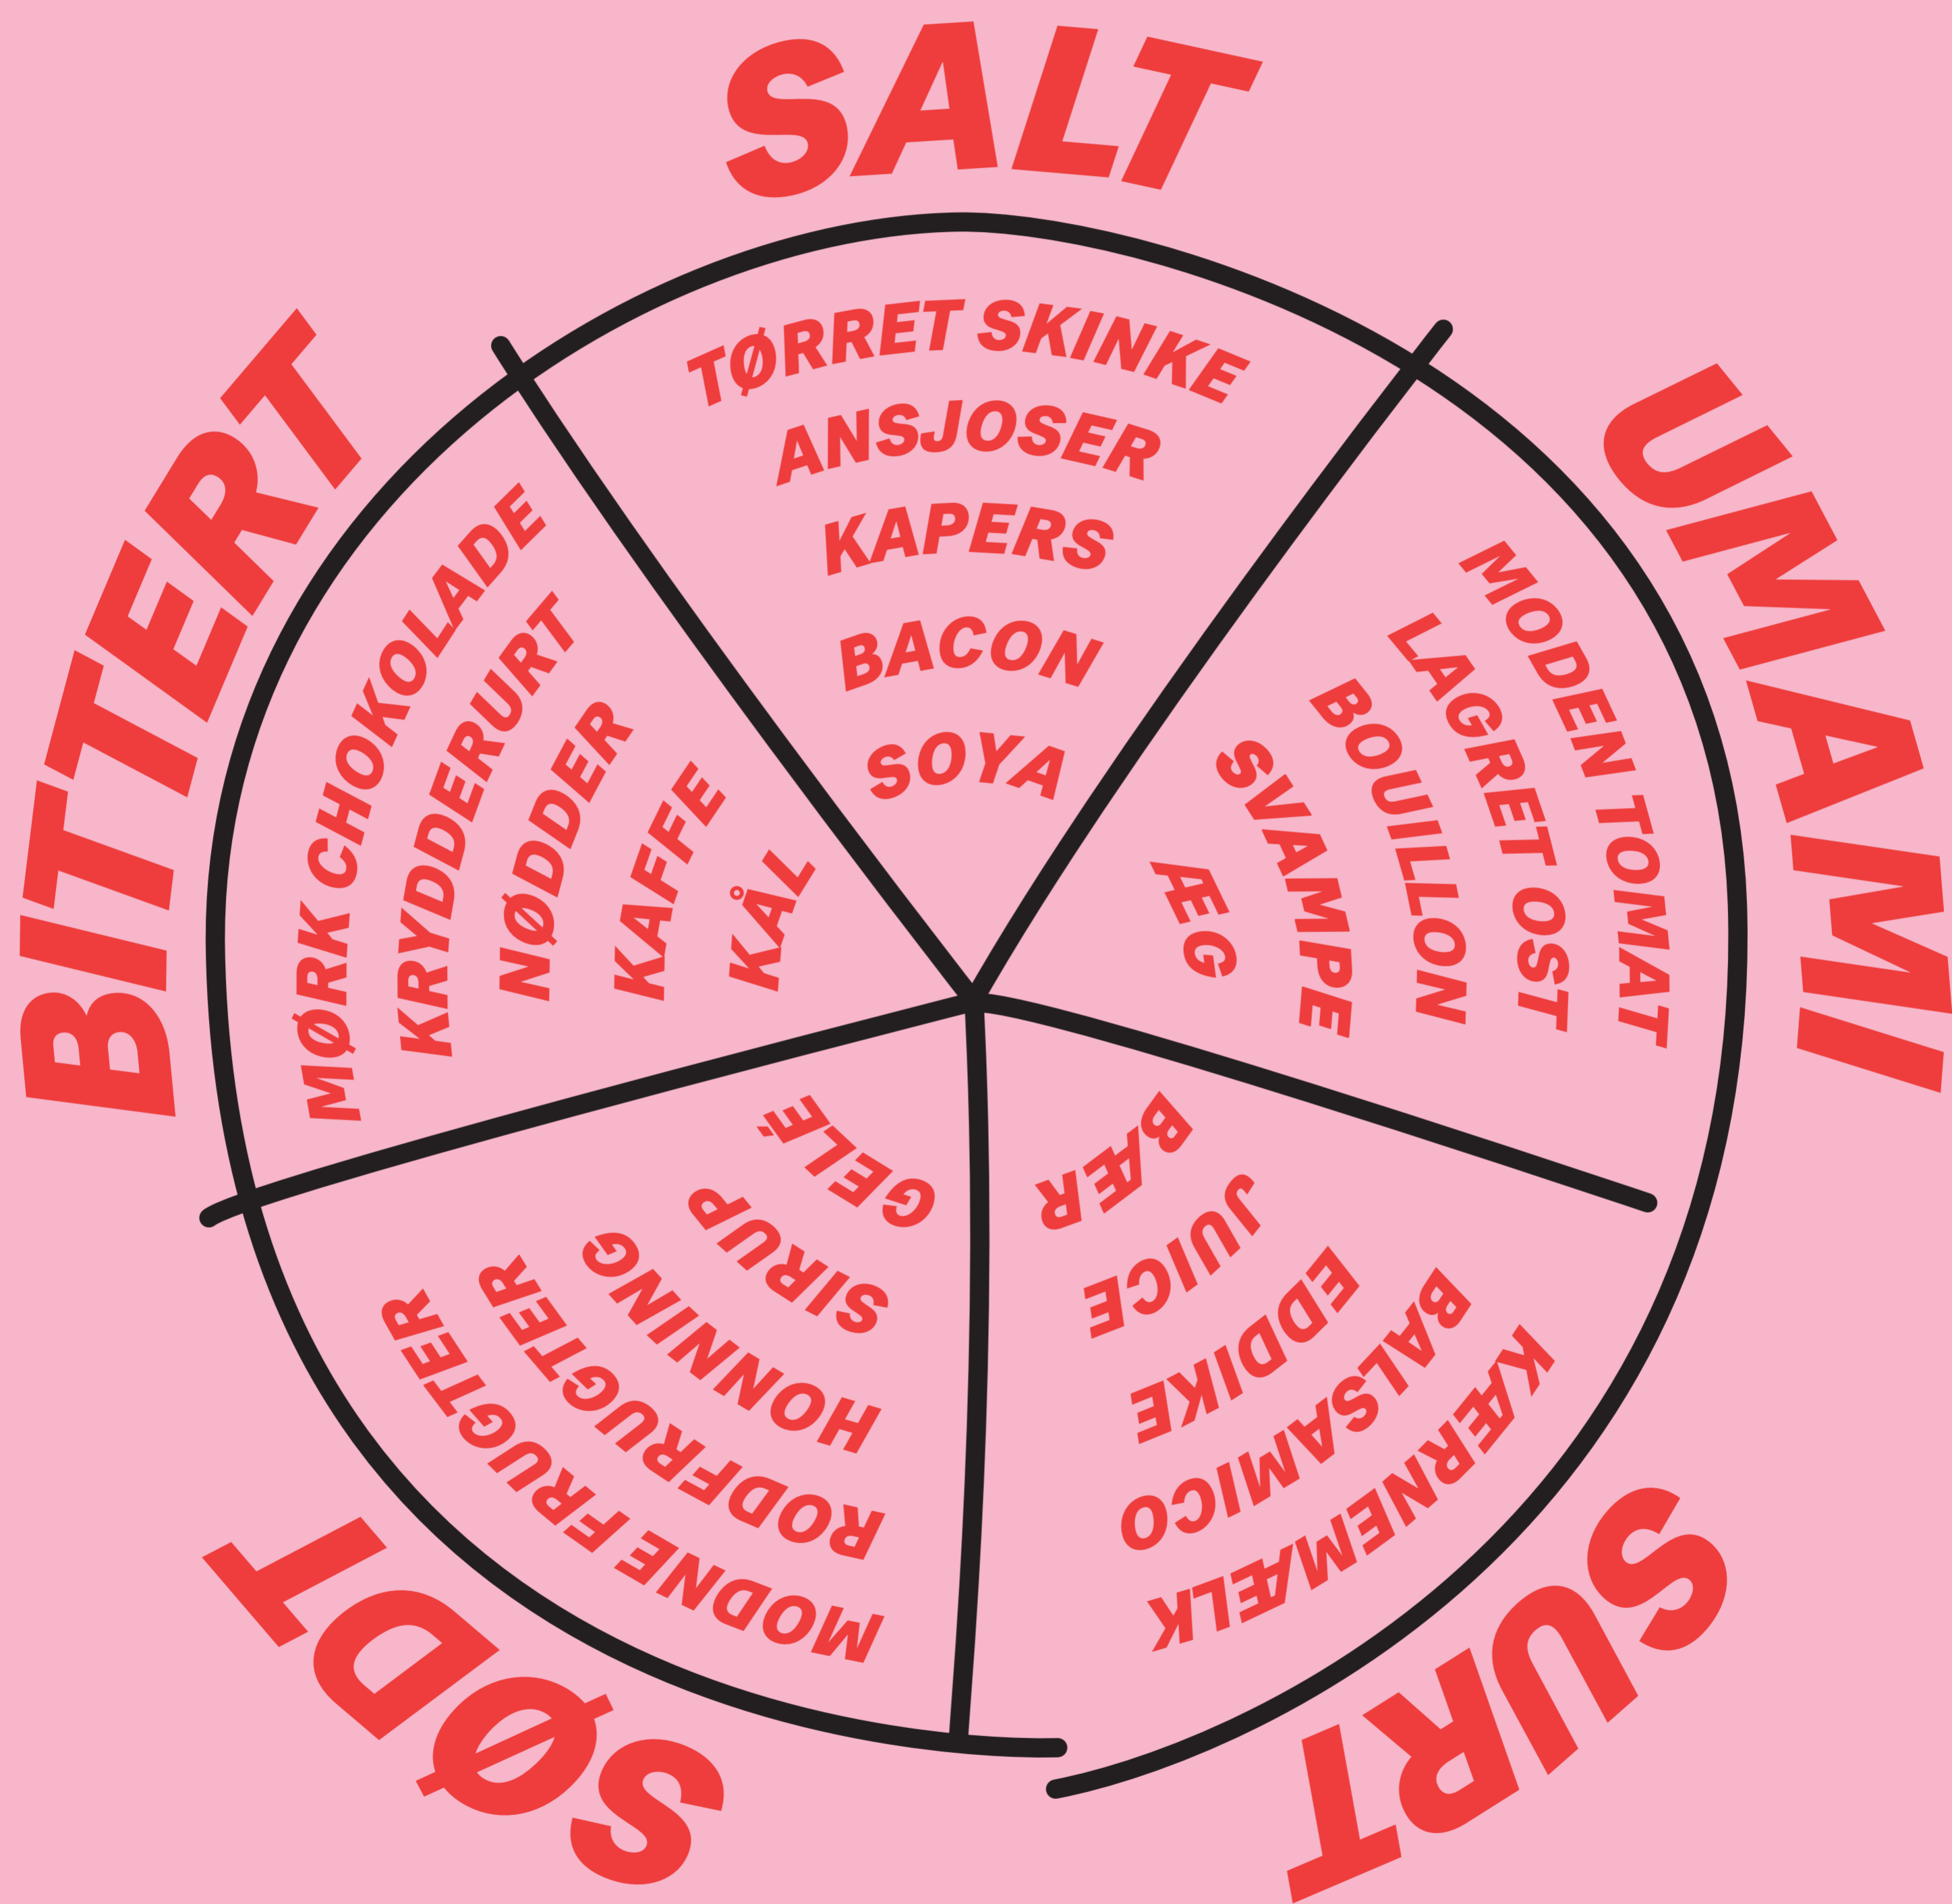 SALT
TØRRET SKINKE
ANSJOSER
KAPERS
BACON
SOYA
UMAMI
MODEN TOMAT
LAGRET OST
BOUILLON
SVAMPE
ÆG
SURT
KÆRNEMÆLK
BALSAMICO
EDDIKE
JUICE
BÆR
SØDT
MODNE FRUGTER
RODFRUGTER
HONNNING
SIRUP
GELÉ
BITTERT
MØRK CHOKOLADE
KRYDDERURT
NØDDER
KAFFE
KÅL